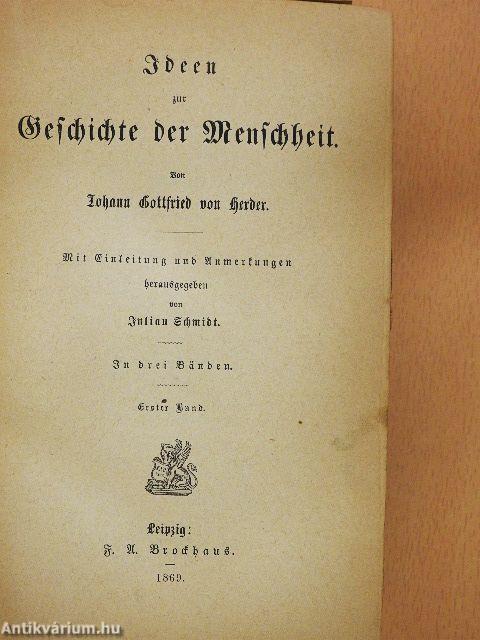 Ideen
zur
Geschichte der Menschheit.
Von
Johann Gottfried von Herder.
Mit Einleitung und Anmerkungen
herausgegeben
von
Julian Schmidt.
In drei Bänden.
Erster Band.
Leipzig:
F. A. Brockhaus.
1869.
Antikvárium.hu